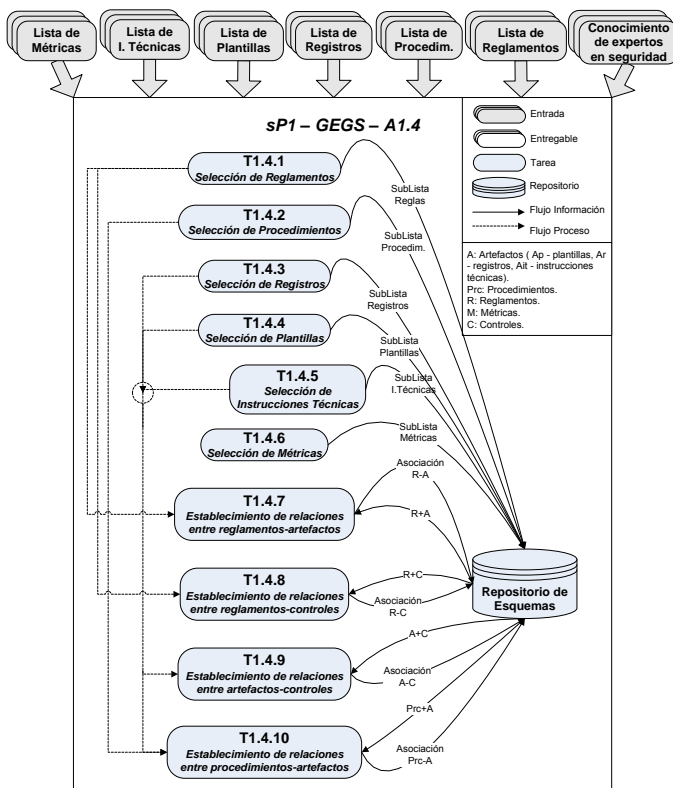 Lista de
Métricas
Lista de
I. Técnicas
Lista de
Plantillas
Lista de
Registros
Lista de
Procedim.
Lista de
Reglamentos
Conocimiento
de expertos
en seguridad
sP1 – GEGS – A1.4
Entrada
Entregable
Tarea
Repositorio
Flujo Información
Flujo Proceso
A: Artefactos ( Ap - plantillas, Ar
- registros, Ait - instrucciones
técnicas).
Prc: Procedimientos.
R: Reglamentos.
M: Métricas.
C: Controles.
T1.4.1
Selección de Reglamentos
SubLista
Reglas
T1.4.2
Selección de Procedimientos
SubLista
Procedim.
T1.4.3
Selección de Registros
SubLista
Registros
T1.4.4
Selección de Plantillas
SubLista
Plantillas
T1.4.5
Selección de
Instrucciones Técnicas
SubLista
I.Técnicas
T1.4.6
Selección de Métricas
SubLista
Métricas
T1.4.7
Establecimiento de relaciones
entre reglamentos-artefactos
Asociación
R-A
R+A
T1.4.8
Establecimiento de relaciones
entre reglamentos-controles
R+C
Asociación
R-C
Repositorio de
Esquemas
T1.4.9
Establecimiento de relaciones
entre artefactos-controles
A+C
Asociación
A-C
T1.4.10
Establecimiento de relaciones
entre procedimientos-artefactos
Prc+A
Asociación
Prc-A